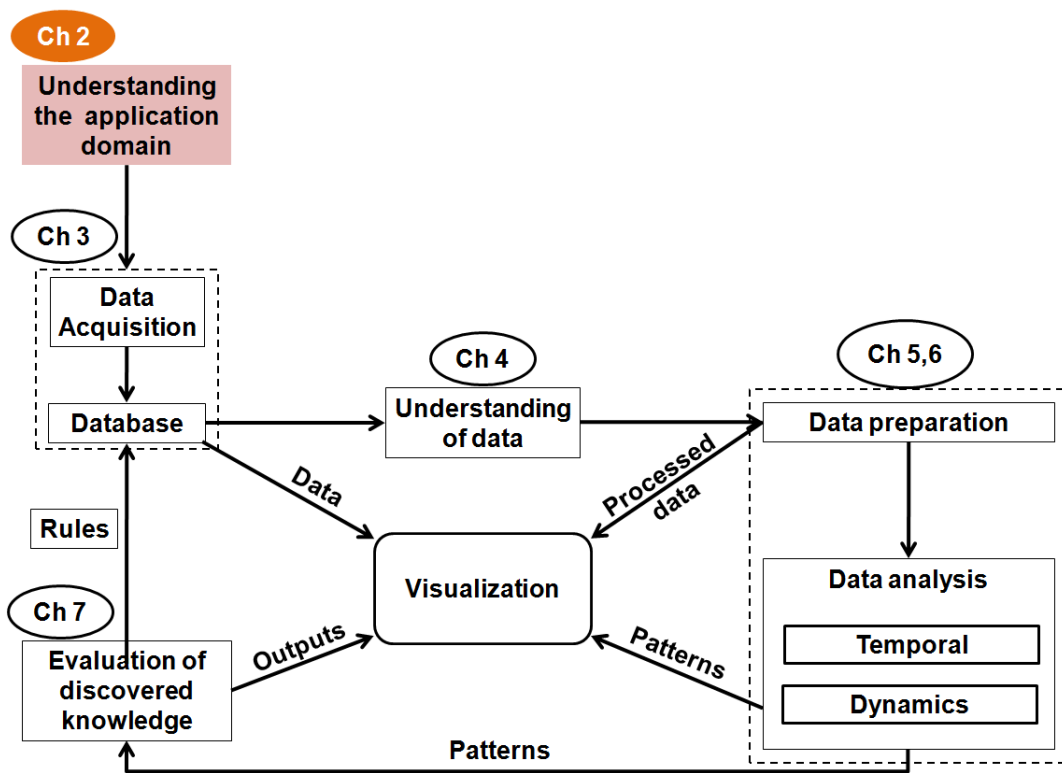 Ch 2
Understanding
the application
domain
Ch 3
Data
Acquisition
Database
Ch 4
Understanding
of data
Ch 5,6
Data preparation
Data
Processed
data
Rules
Visualization
Data analysis
Temporal
Dynamics
Ch 7
Evaluation of
discovered
knowledge
Outputs
Patterns
Patterns